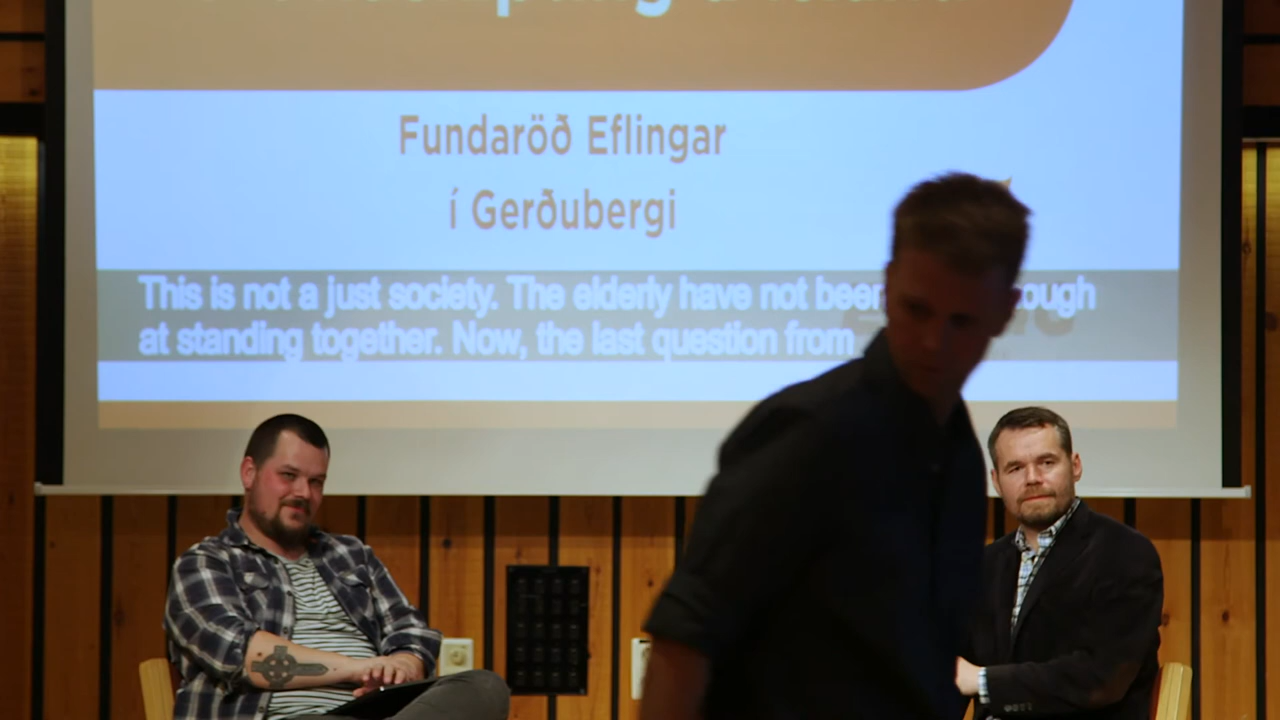 Fundaröð Eflingar
í Gerðubergi
This is not a just society. The elderly have not been
at standing together. Now, the last question from